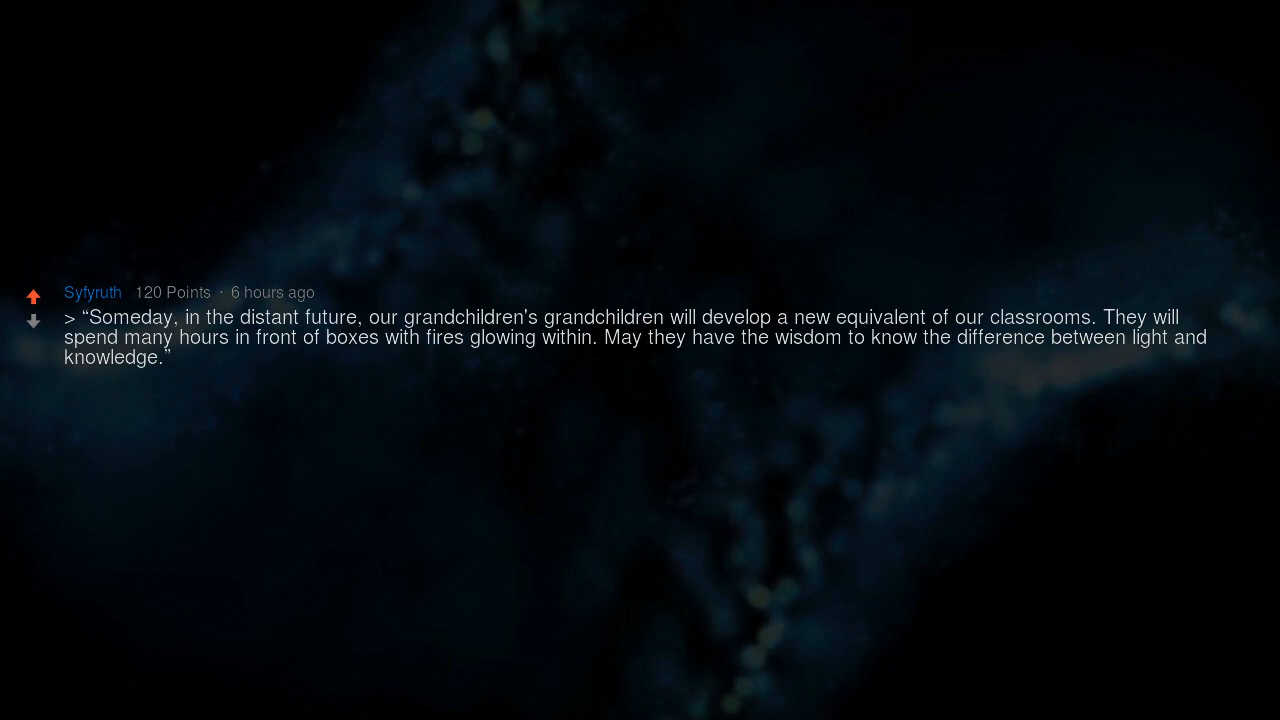 Syfyruth 120 Points · 6 hours ago
> “Someday, in the distant future, our grandchildren's grandchildren will develop a new equivalent of our classrooms. They will
spend many hours in front of boxes with fires glowing within. May they have the wisdom to know the difference between light and
knowledge.”